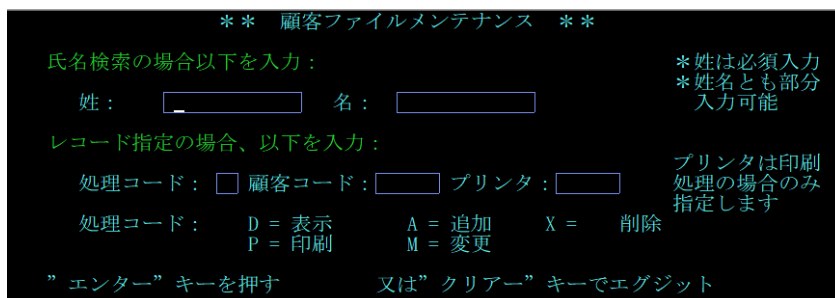 ＊＊ 顧客ファイルメンテナンス ＊＊
氏名検索の場合以下を入力：
＊姓は必須入力
＊姓名とも部分
入力可能
姓： 名：
レコード指定の場合、以下を入力：
プリンタは印刷
処理の場合のみ
指定します
処理コード： 顧客コード： プリンタ：
処理コード： D = 表示 A = 追加 X = 削除
P = 印刷 M = 変更
”エンター”キーを押す 又は”クリアー”キーでエグジット